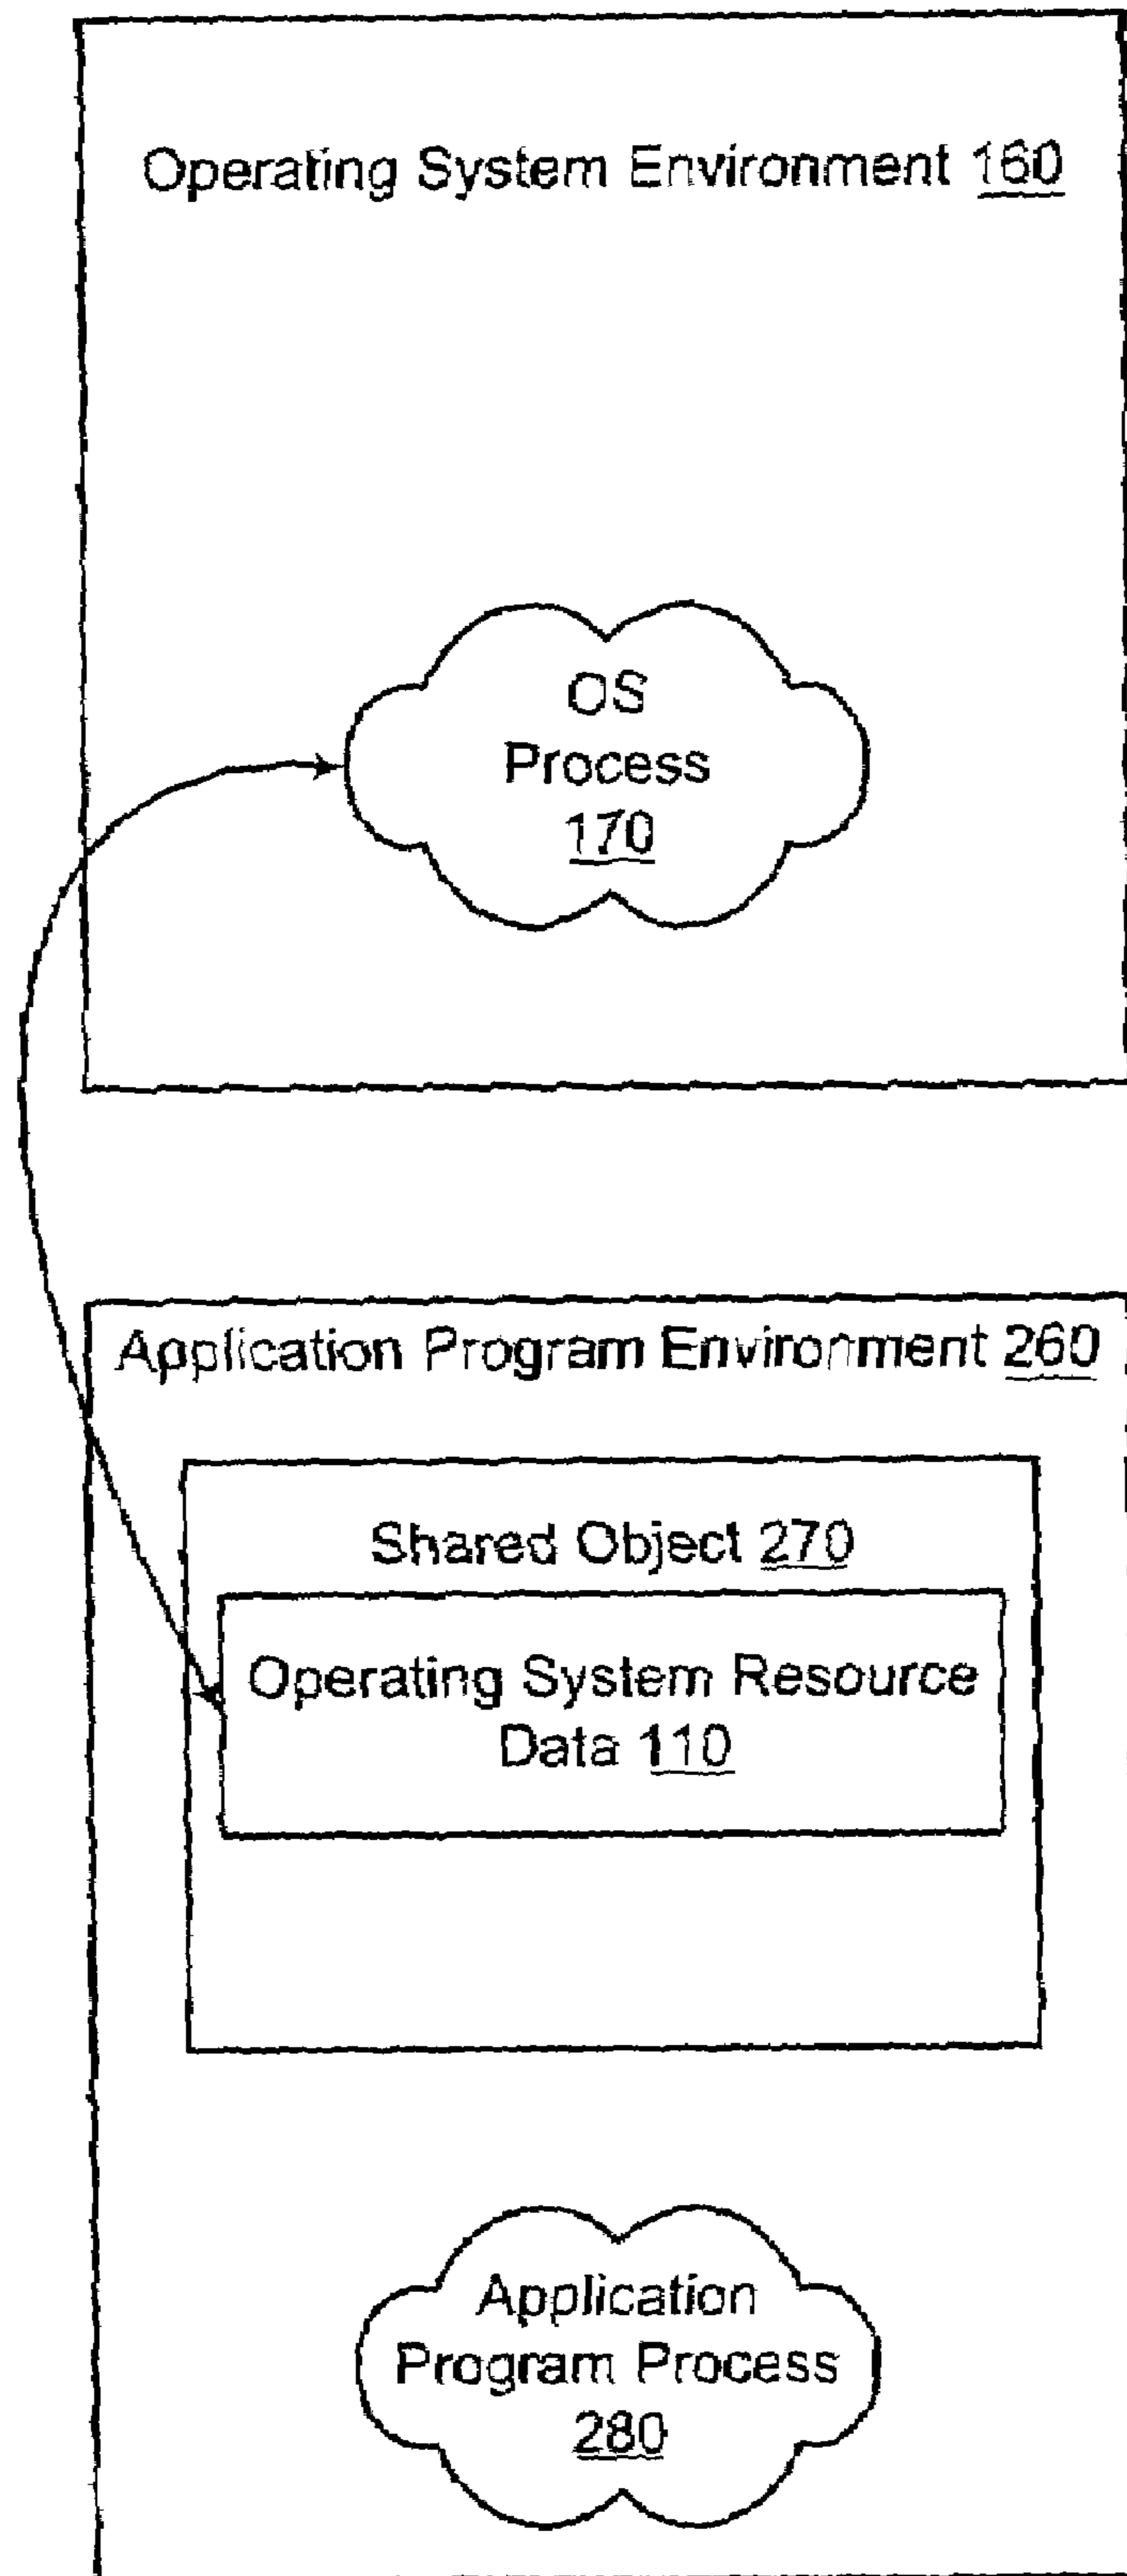 Operating System Environment 160
OS
Process
170
Application Program Environment 260
Shared Object 270
Operating System Resource
Data 110
Application
Program Process
280